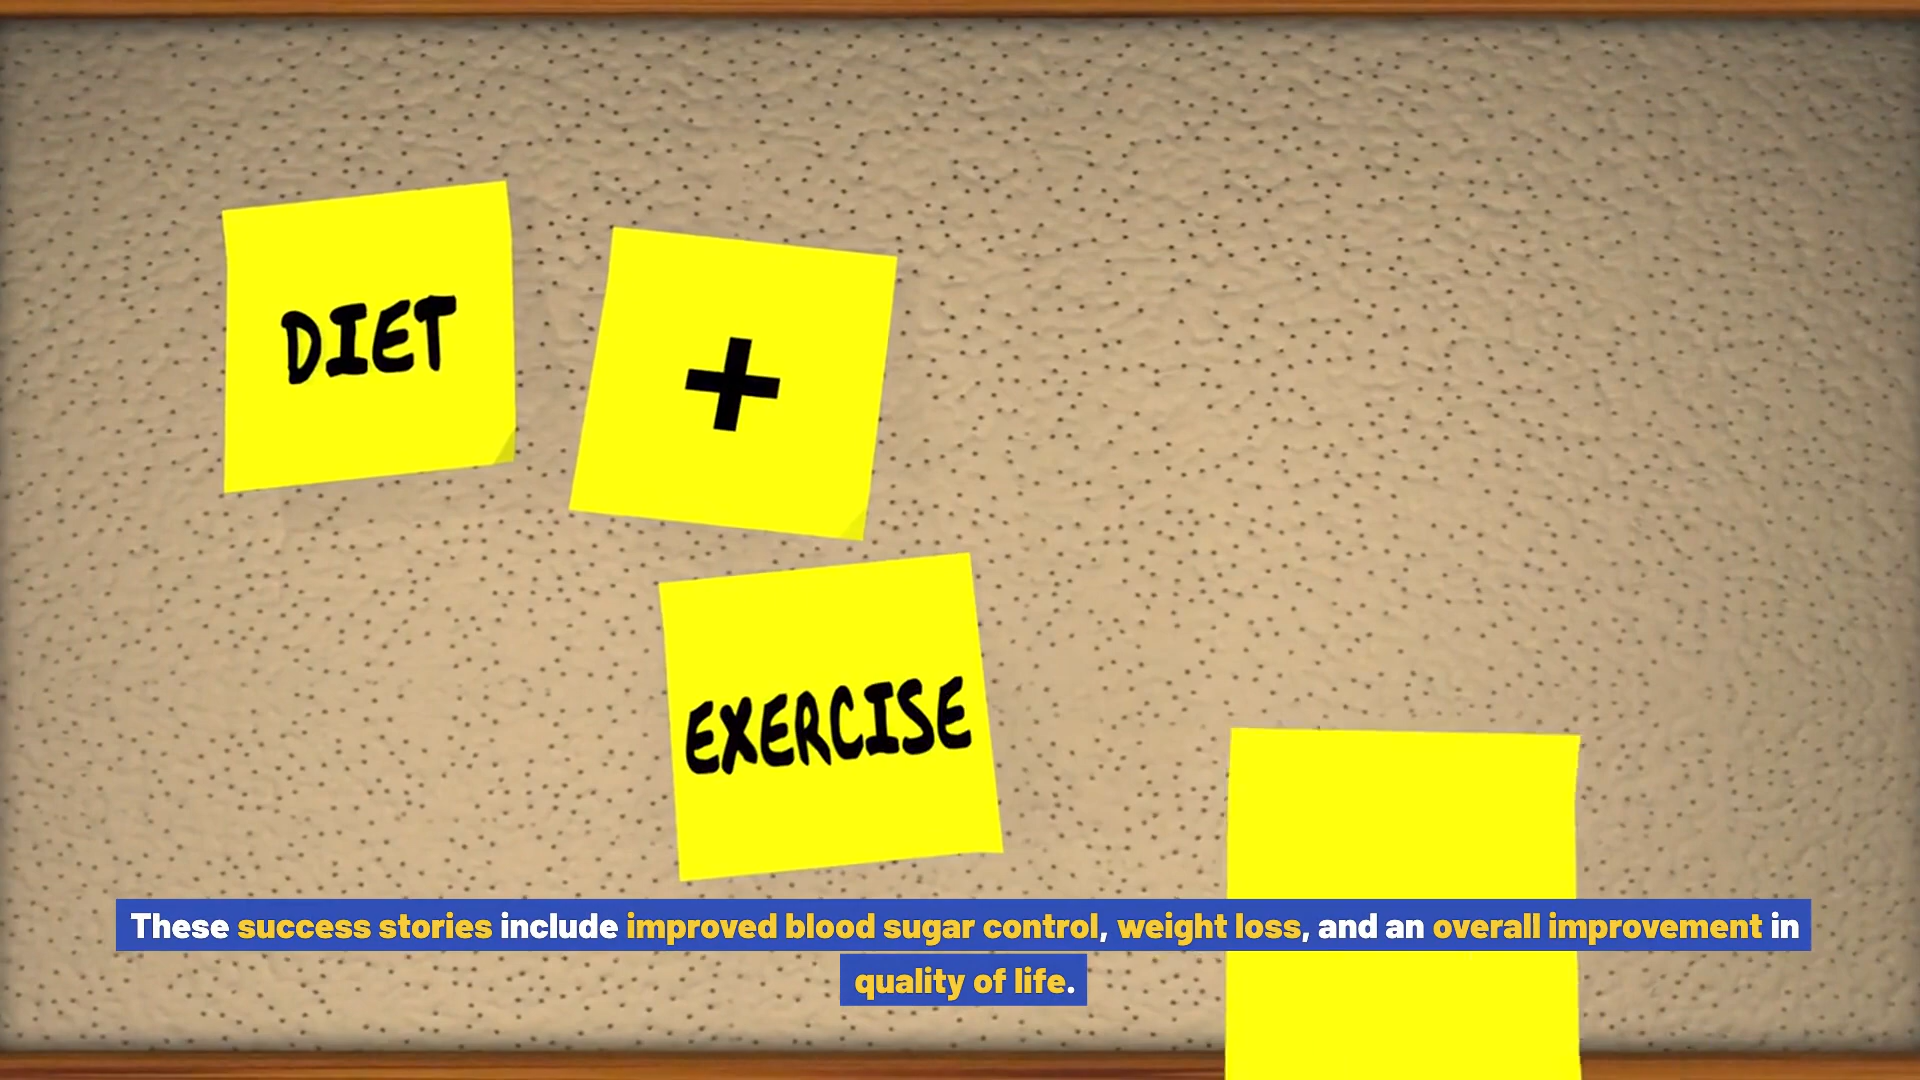 DIET
+
EXERCISE
These success stories include improved blood sugar control, weight loss, and an overall improvement in
quality of life.